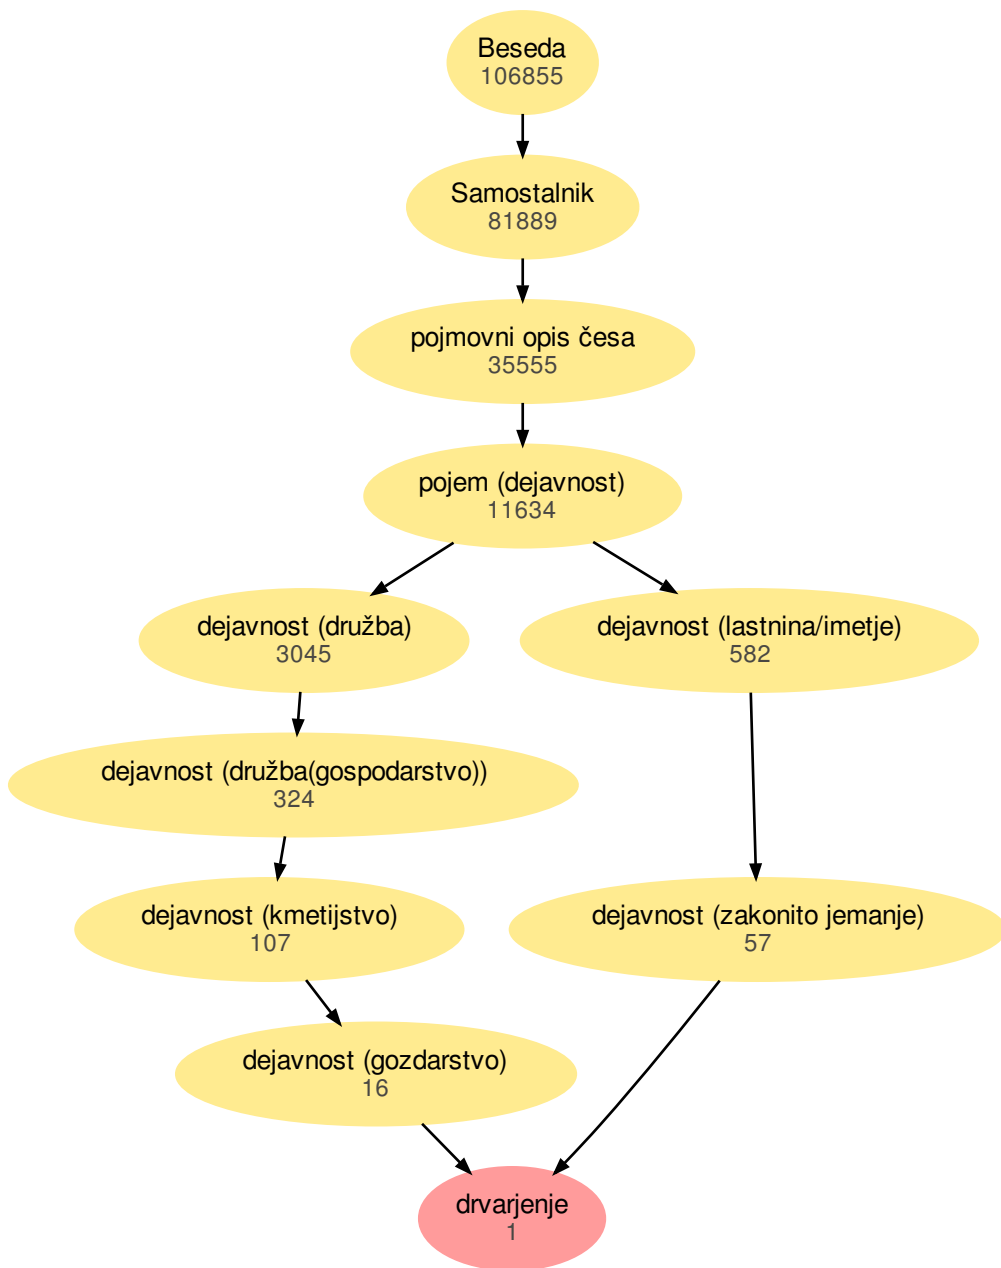 Beseda
106855
Samostalnik
81889
pojmovni opis česa
35555
pojem (dejavnost)
11634
dejavnost (družba)
3045
dejavnost (lastnina/imetje)
582
dejavnost (družba(gospodarstvo))
324
dejavnost (kmetijstvo)
107
dejavnost (zakonito jemanje)
57
dejavnost (gozdarstvo)
16
drvarjenje
1